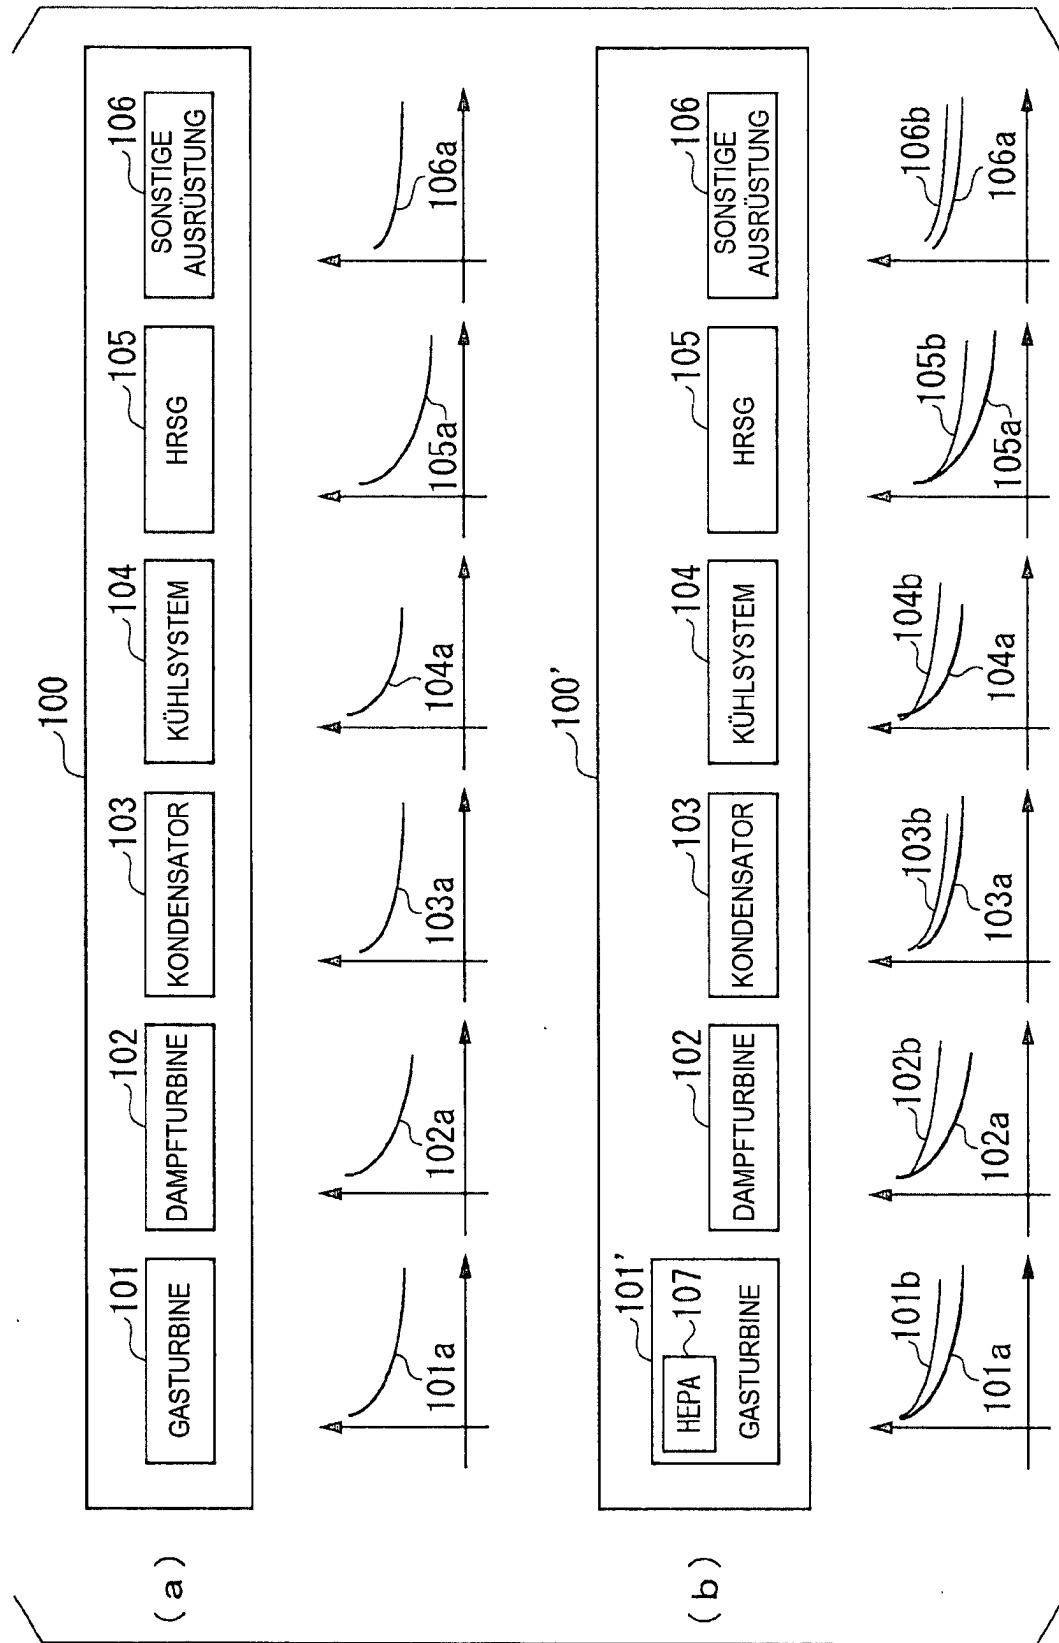 (a)
100
101
102
103
104
105
106
GASTURBINE
DAMPFTURBINE
KONDENSATOR
KÜHLSYSTEM
HRSG
SONSTIGE
AUSRÜSTUNG
101a
102a
103a
104a
105a
106a
(b)
100'
101'
107
102
103
104
105
106
HEPA
GASTURBINE
DAMPFTURBINE
KONDENSATOR
KÜHLSYSTEM
HRSG
SONSTIGE
AUSRÜSTUNG
101b
102b
103b
104b
105b
106b
101a
102a
103a
104a
105a
106a